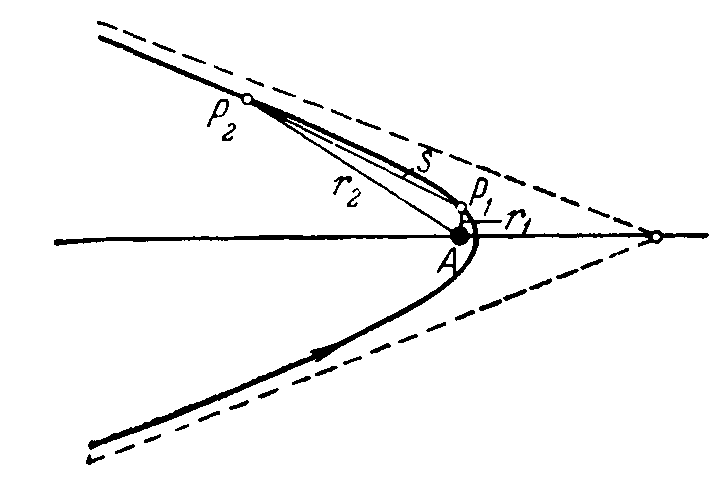 P₂
S
r₂
P₁
r₁
A